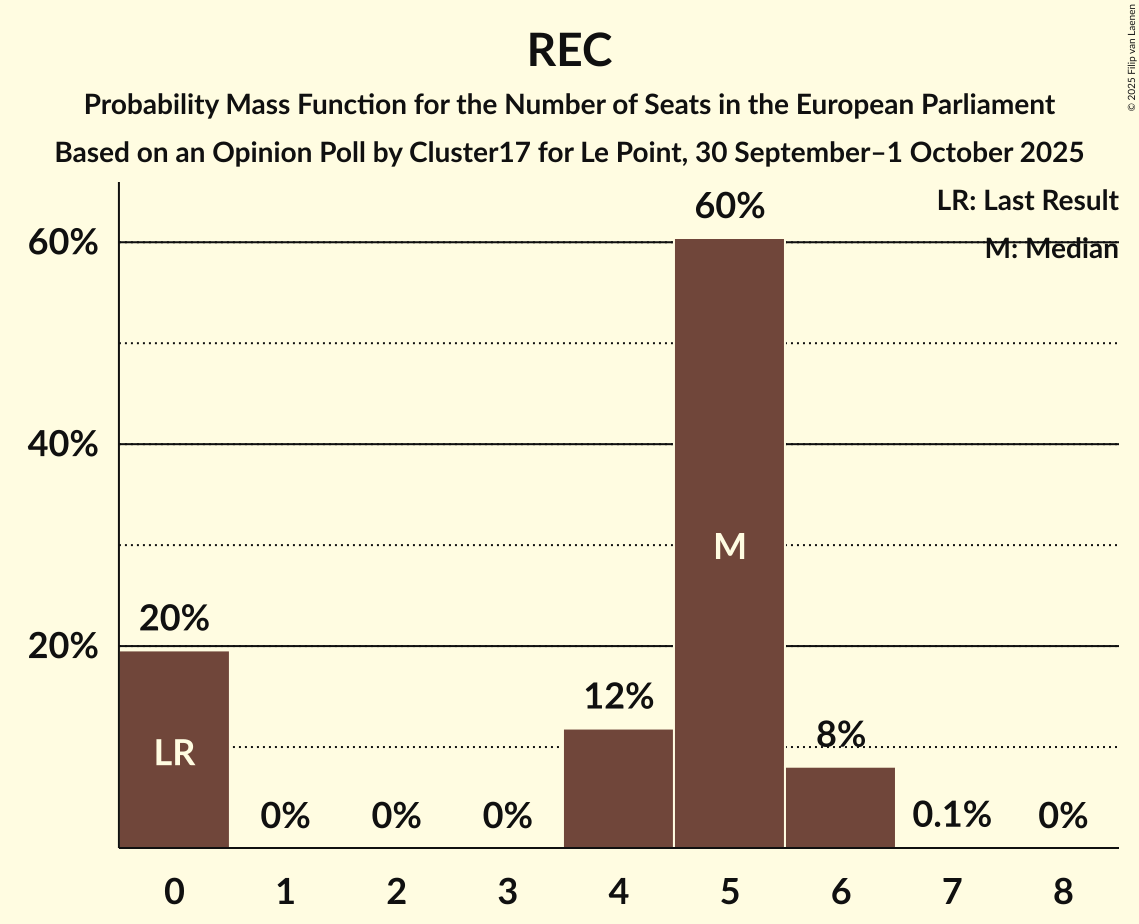 REC
Probability Mass Function for the Number of Seats in the European Parliament
Based on an Opinion Poll by Cluster17 for Le Point, 30 September–1 October 2025
© 2025 Filip van Laenen
LR: Last Result
M: Median
60%
40%
20%
20%
LR
0%
0%
0%
12%
60%
M
8%
0.1%
0%
0 1 2 3 4 5 6 7 8